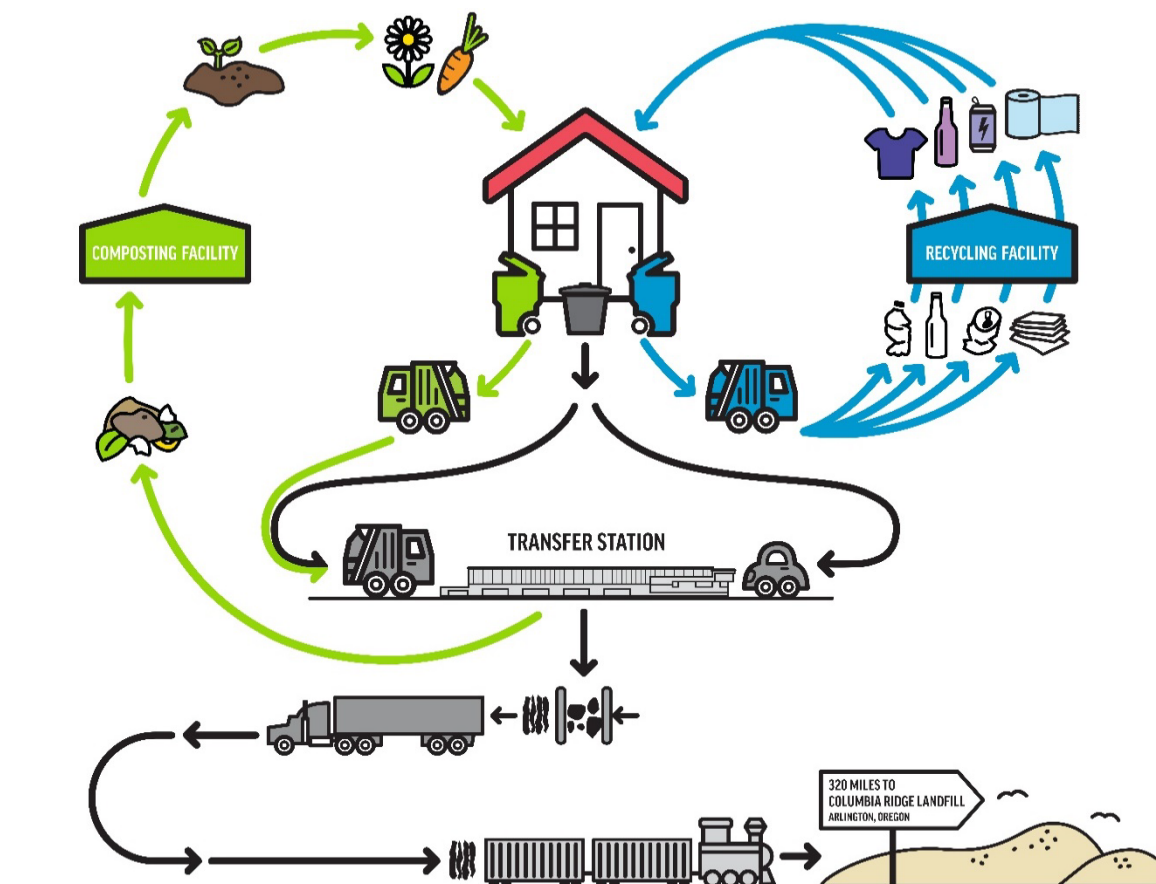 COMPOSTING FACILITY
RECYCLING FACILITY
TRANSFER STATION
320 MILES TO
COLUMBIA RIDGE LANDFILL
ARLINGTON, OREGON